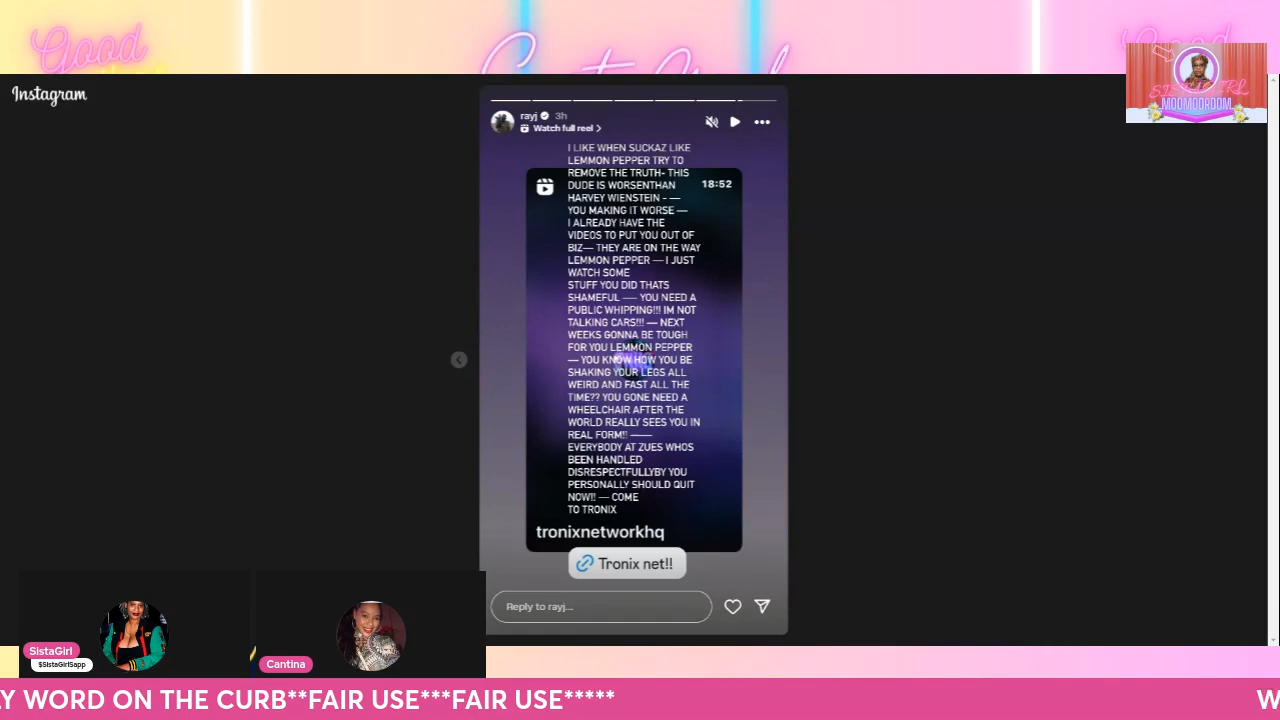 Good
Good
SISTAGIRL
MOOMOOROOM
Instagram
rayj 3h
Watch full reel
I LIKE WHEN SUCKAZ LIKE
LEMMON PEPPER TRY TO
REMOVE THE TRUTH- THIS
DUDE IS WORSENTHAN
18:52
HARVEY WIENSTEIN - —
YOU MAKING IT WORSE —
I ALREADY HAVE THE
VIDEOS TO PUT YOU OUT OF
BIZ— THEY ARE ON THE WAY
LEMMON PEPPER — I JUST
WATCH SOME
STUFF YOU DID THATS
SHAMEFUL —- YOU NEED A
PUBLIC WHIPPING!!! IM NOT
TALKING CARS!!! — NEXT
WEEKS GONNA BE TOUGH
FOR YOU LEMMON PEPPER
— YOU KNOW HOW YOU BE
SHAKING YOUR LEGS ALL
WEIRD AND FAST ALL THE
TIME?? YOU GONE NEED A
WHEELCHAIR AFTER THE
WORLD REALLY SEES YOU IN
REAL FORM!! —-—
EVERYBODY AT ZUES WHOS
BEEN HANDLED
DISRESPECTFULLYBY YOU
PERSONALLY SHOULD QUIT
NOW!! — COME
TO TRONIX
tronixnetworkhq
Tronix net!!
Reply to rayj...
SistaGirl
$SistaGirlSapp
Cantina
LY WORD ON THE CURB**FAIR USE***FAIR USE*****
W